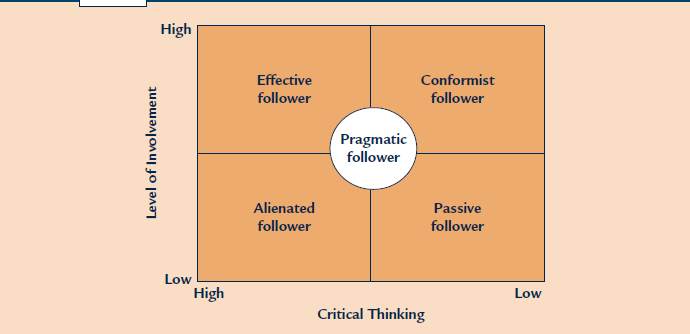 High
Effective
follower
Conformist
follower
Pragmatic
follower
Level of Involvement
Alienated
follower
Passive
follower
Low
High
Low
Critical Thinking